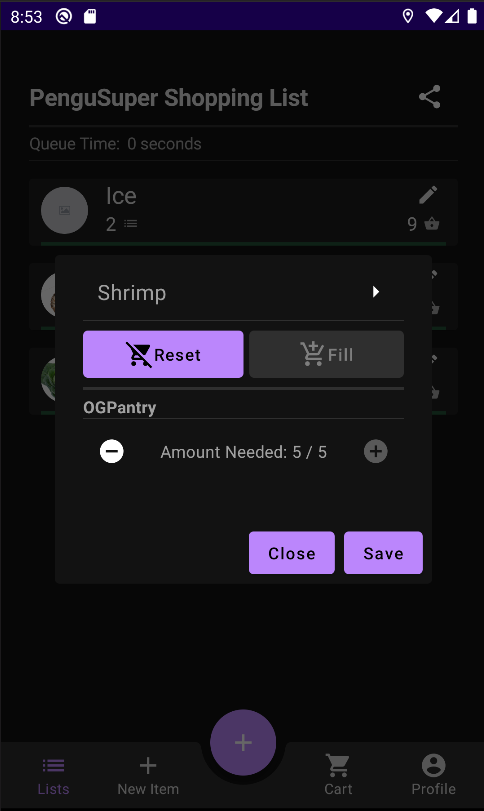 8:53
PenguSuper Shopping List
Queue Time: 0 seconds
Ice
2
9
Shrimp
Reset
Fill
OGPantry
Amount Needed: 5 / 5
Close
Save
Lists
New Item
Cart
Profile